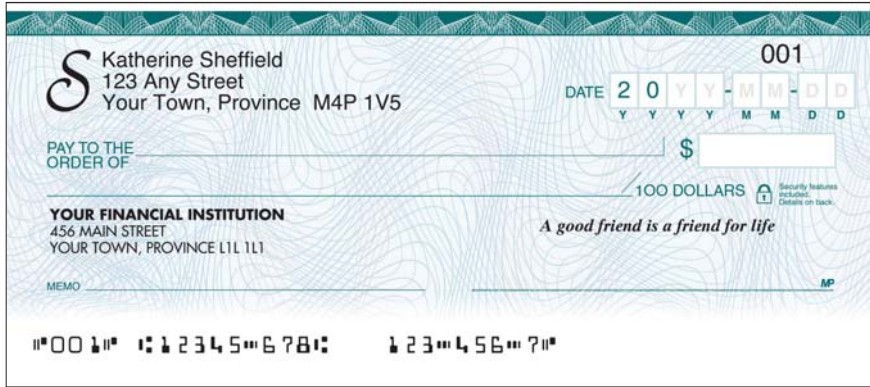 001
S Katherine Sheffield
123 Any Street
Your Town, Province M4P 1V5
DATE 2 0 Y Y - M M - D D
Y Y Y Y M M D D
PAY TO THE
ORDER OF
$
100 DOLLARS
Security features
included.
Details on back.
YOUR FINANCIAL INSTITUTION
456 MAIN STREET
YOUR TOWN, PROVINCE L1L 1L1
A good friend is a friend for life
MEMO
MP
⑈001⑈ ⑆12345⑉678⑆ 123⑉456⑉7⑈